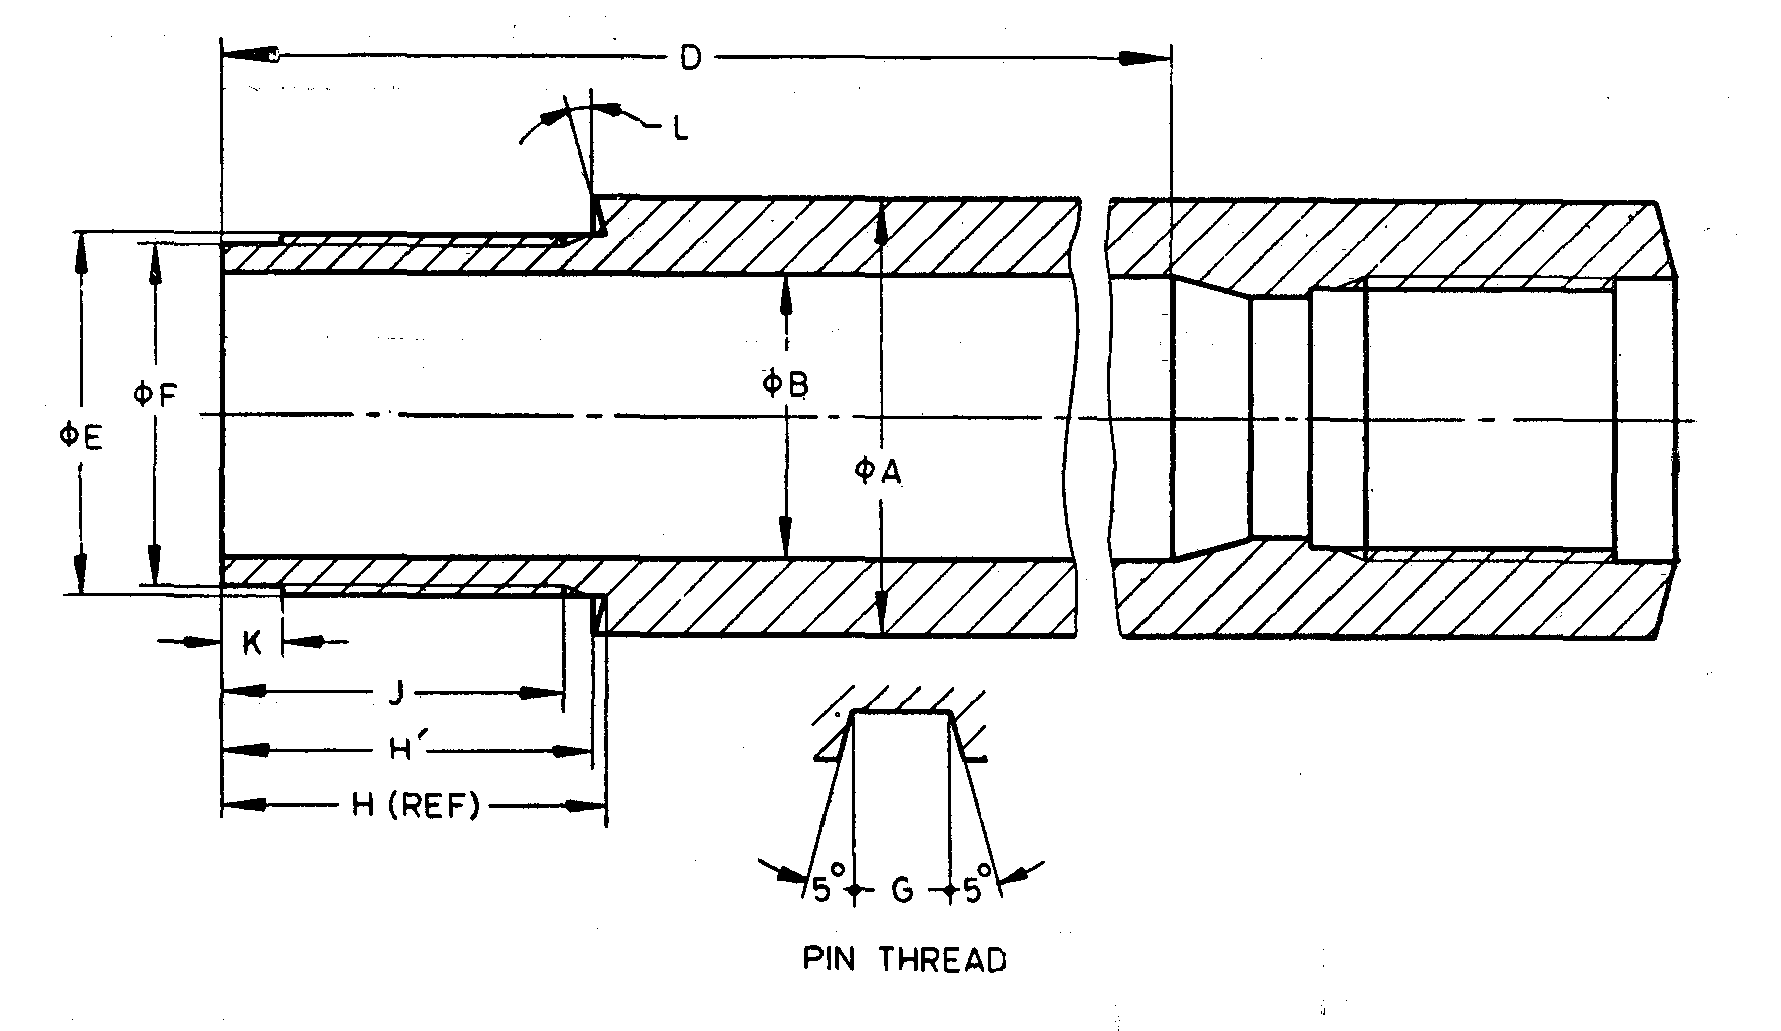 D
L
ϕB
ϕF
ϕE
ϕA
K
J
H′
H (REF)
5° G 5°
PIN THREAD